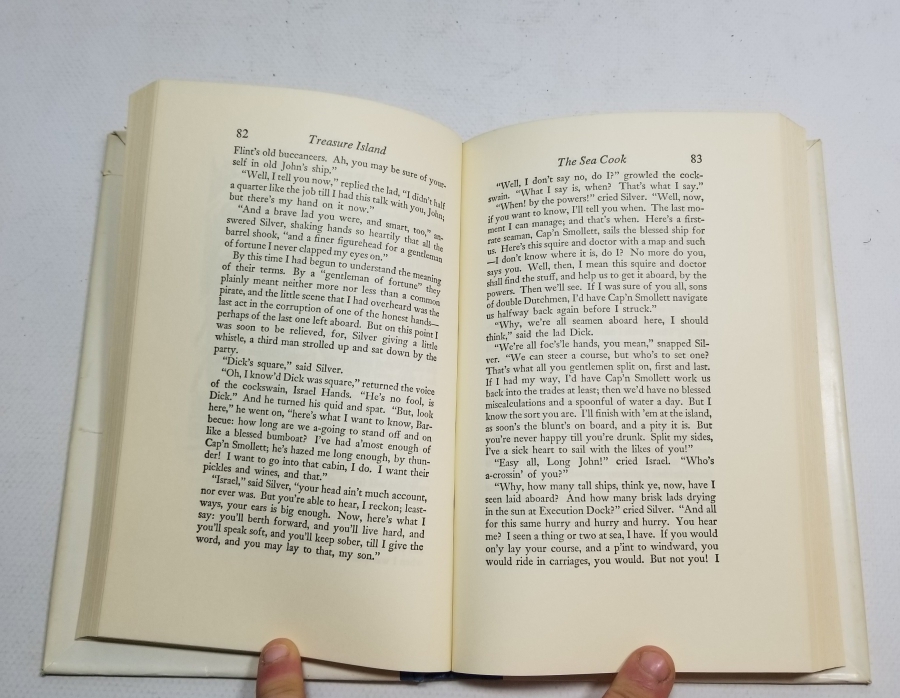 82
Treasure Island
Flint's old buccaneers. Ah, you may be sure of your-
self in old John's ship."
"Well, I tell you now," replied the lad, "I didn't half
a quarter like the job till I had this talk with you, John;
but there's my hand on it now."
"And a brave lad you were, and smart, too," an-
swered Silver, shaking hands so heartily that all the
barrel shook, "and a finer figurehead for a gentleman
of fortune I never clapped my eyes on."
By this time I had begun to understand the meaning
of their terms. By a "gentleman of fortune" they
plainly meant neither more nor less than a common
pirate, and the little scene that I had overheard was the
last act in the corruption of one of the honest hands—
perhaps of the last one left aboard. But on this point I
was soon to be relieved, for, Silver giving a little
whistle, a third man strolled up and sat down by the
party.
"Dick's square," said Silver.
"Oh, I know'd Dick was square," returned the voice
of the cockswain, Israel Hands. "He's no fool, is
Dick." And he turned his quid and spat. "But, look
here," he went on, "here's what I want to know, Bar-
becue: how long are we a-going to stand off and on
like a blessed bumboat? I've had a'most enough of
Cap'n Smollett; he's hazed me long enough, by thun-
der! I want to go into that cabin, I do. I want their
pickles and wines, and that."
"Israel," said Silver, "your head ain't much account,
nor ever was. But you're able to hear, I reckon; least-
ways, your ears is big enough. Now, here's what I
say: you'll berth forward, and you'll live hard, and
you'll speak soft, and you'll keep sober, till I give the
word, and you may lay to that, my son."
The Sea Cook
83
"Well, I don't say no, do I?" growled the cock-
swain. "What I say is, when? That's what I say."
"When! by the powers!" cried Silver. "Well, now,
if you want to know, I'll tell you when. The last mo-
ment I can manage; and that's when. Here's a first-
rate seaman, Cap'n Smollett, sails the blessed ship for
us. Here's this squire and doctor with a map and such
—I don't know where it is, do I? No more do you,
says you. Well, then, I mean this squire and doctor
shall find the stuff, and help us to get it aboard, by the
powers. Then we'll see. If I was sure of you all, sons
of double Dutchmen, I'd have Cap'n Smollett navigate
us halfway back again before I struck."
"Why, we're all seamen aboard here, I should
think," said the lad Dick.
"We're all foc's'le hands, you mean," snapped Sil-
ver. "We can steer a course, but who's to set one?
That's what all you gentlemen split on, first and last.
If I had my way, I'd have Cap'n Smollett work us
back into the trades at least; then we'd have no blessed
miscalculations and a spoonful of water a day. But I
know the sort you are. I'll finish with 'em at the island,
as soon's the blunt's on board, and a pity it is. But
you're never happy till you're drunk. Split my sides,
I've a sick heart to sail with the likes of you!"
"Easy all, Long John!" cried Israel. "Who's
a-crossin' of you?"
"Why, how many tall ships, think ye, now, have I
seen laid aboard? And how many brisk lads drying
in the sun at Execution Dock?" cried Silver. "And all
for this same hurry and hurry and hurry. You hear
me? I seen a thing or two at sea, I have. If you would
on'y lay your course, and a p'int to windward, you
would ride in carriages, you would. But not you! I